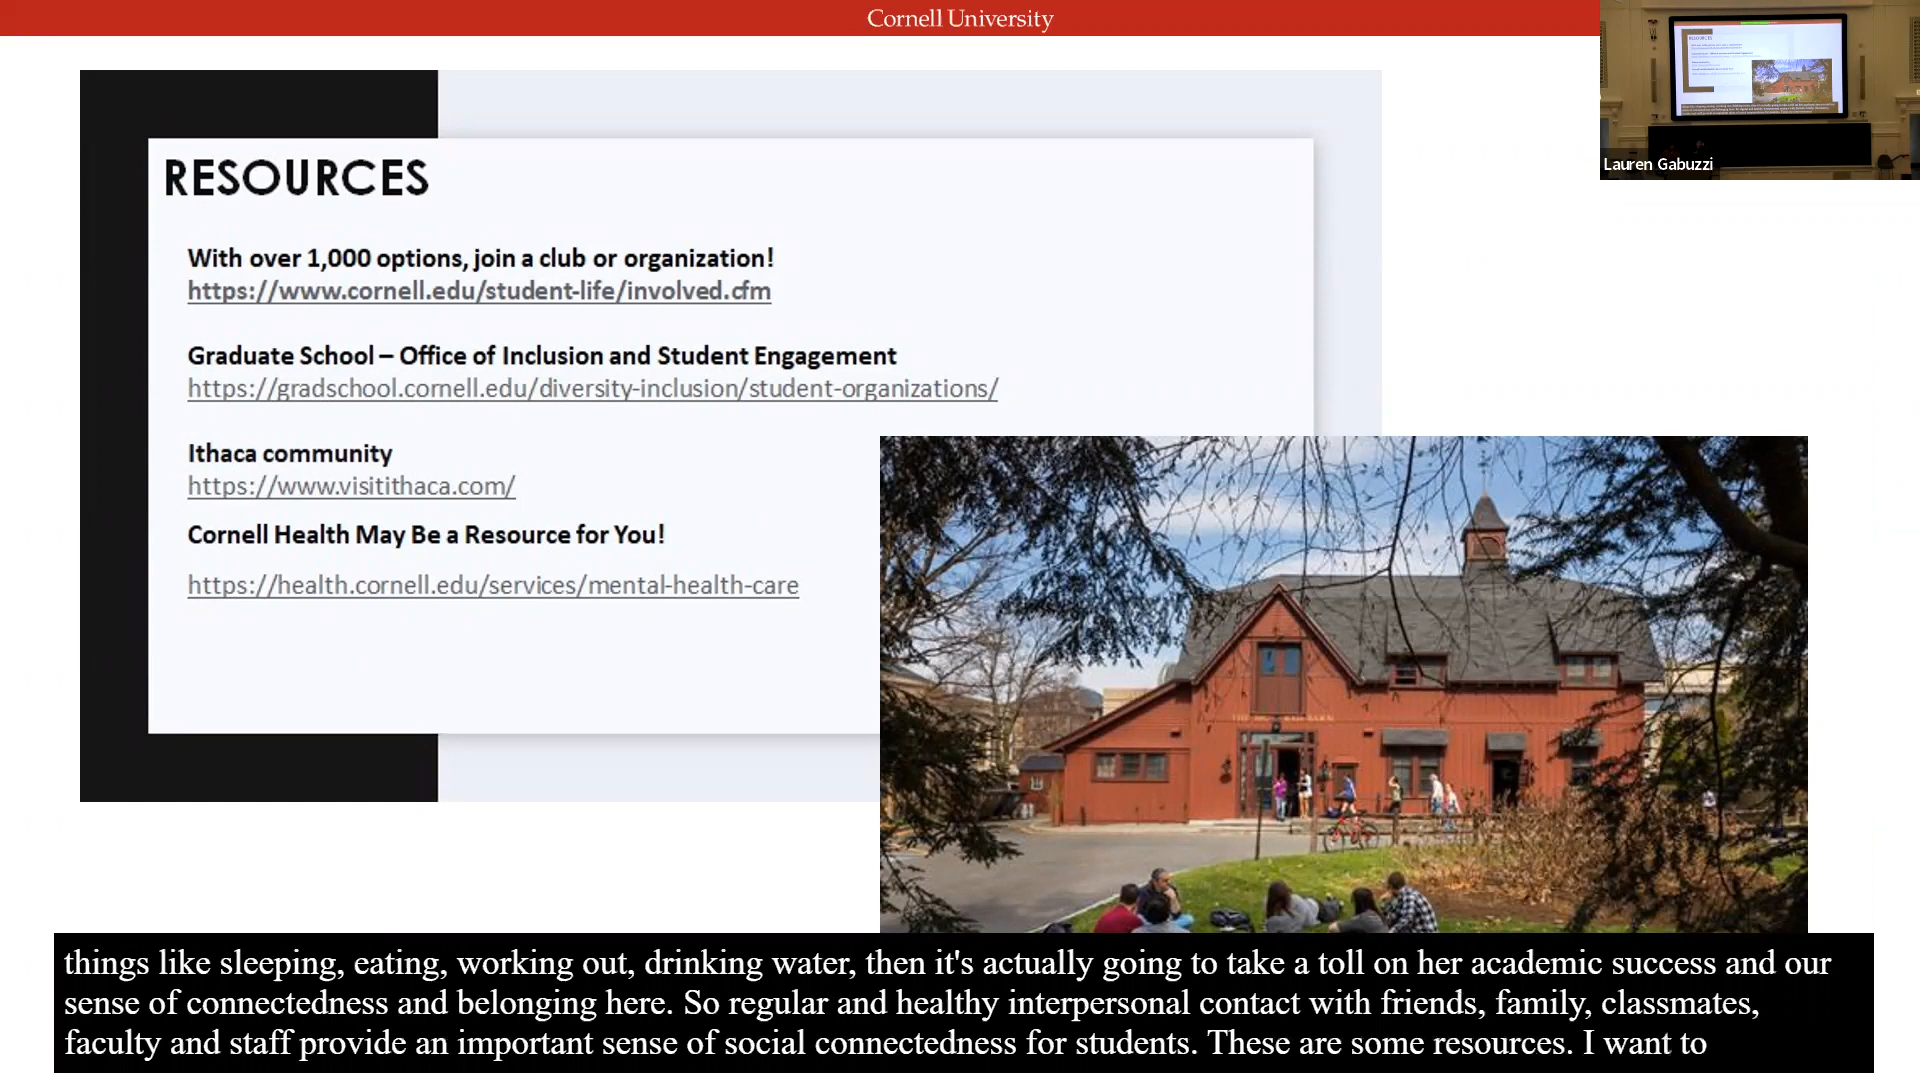 Cornell University
Lauren Gabuzzi
RESOURCES
With over 1,000 options, join a club or organization!
https://www.cornell.edu/student-life/involved.cfm
Graduate School – Office of Inclusion and Student Engagement
https://gradschool.cornell.edu/diversity-inclusion/student-organizations/
Ithaca community
https://www.visitithaca.com/
Cornell Health May Be a Resource for You!
https://health.cornell.edu/services/mental-health-care
things like sleeping, eating, working out, drinking water, then it's actually going to take a toll on her academic success and our
sense of connectedness and belonging here. So regular and healthy interpersonal contact with friends, family, classmates,
faculty and staff provide an important sense of social connectedness for students. These are some resources. I want to